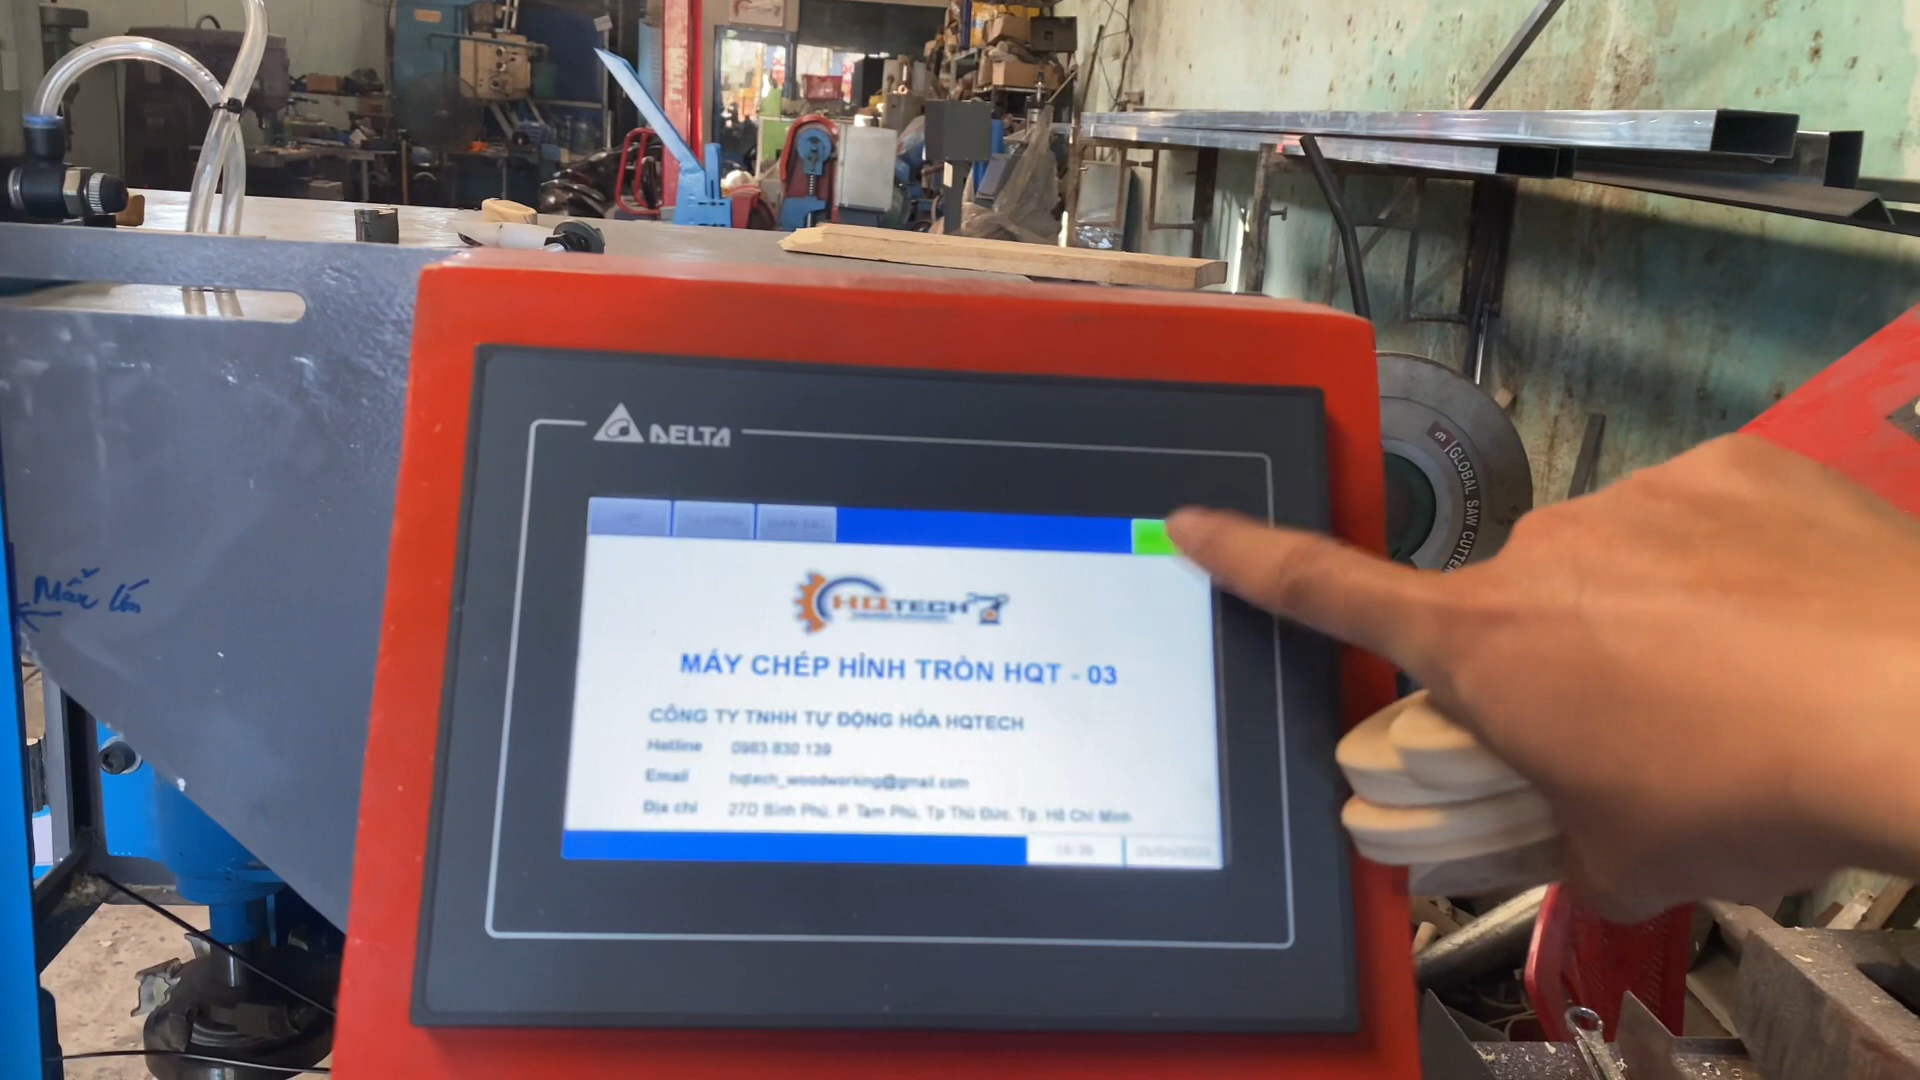 DELTA
HQTECH
MÁY CHÉP HÌNH TRÒN HQT - 03
CÔNG TY TNHH TỰ ĐỘNG HÓA HQTECH
Hotline 0983 830 139
Email hqtech_woodworking@gmail.com
Địa chỉ 27D Bình Phú, P. Tam Phú, Tp Thủ Đức, Tp. Hồ Chí Minh
GLOBAL SAW CUTTER
Mẫu